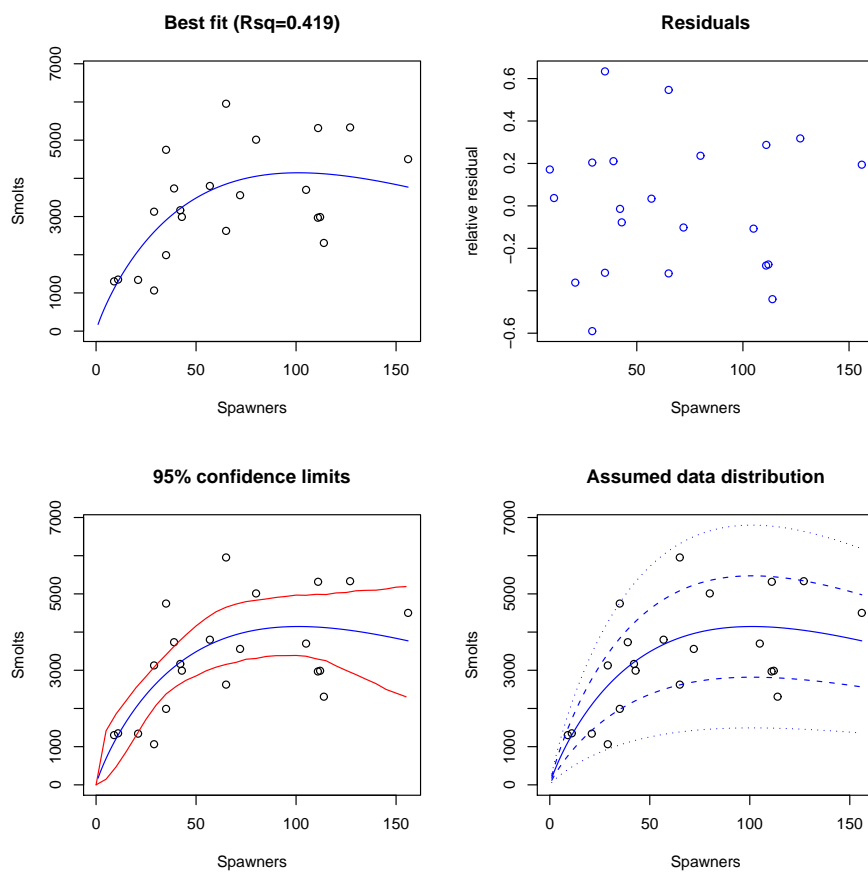 Best fit (Rsq=0.419)
Smolts
0 1000 3000 5000 7000
0 50 100 150
Spawners
Residuals
relative residual
−0.6 −0.2 0.0 0.2 0.4 0.6
50 100 150
Spawners
95% confidence limits
Smolts
0 1000 3000 5000 7000
0 50 100 150
Spawners
Assumed data distribution
Smolts
0 1000 3000 5000 7000
0 50 100 150
Spawners